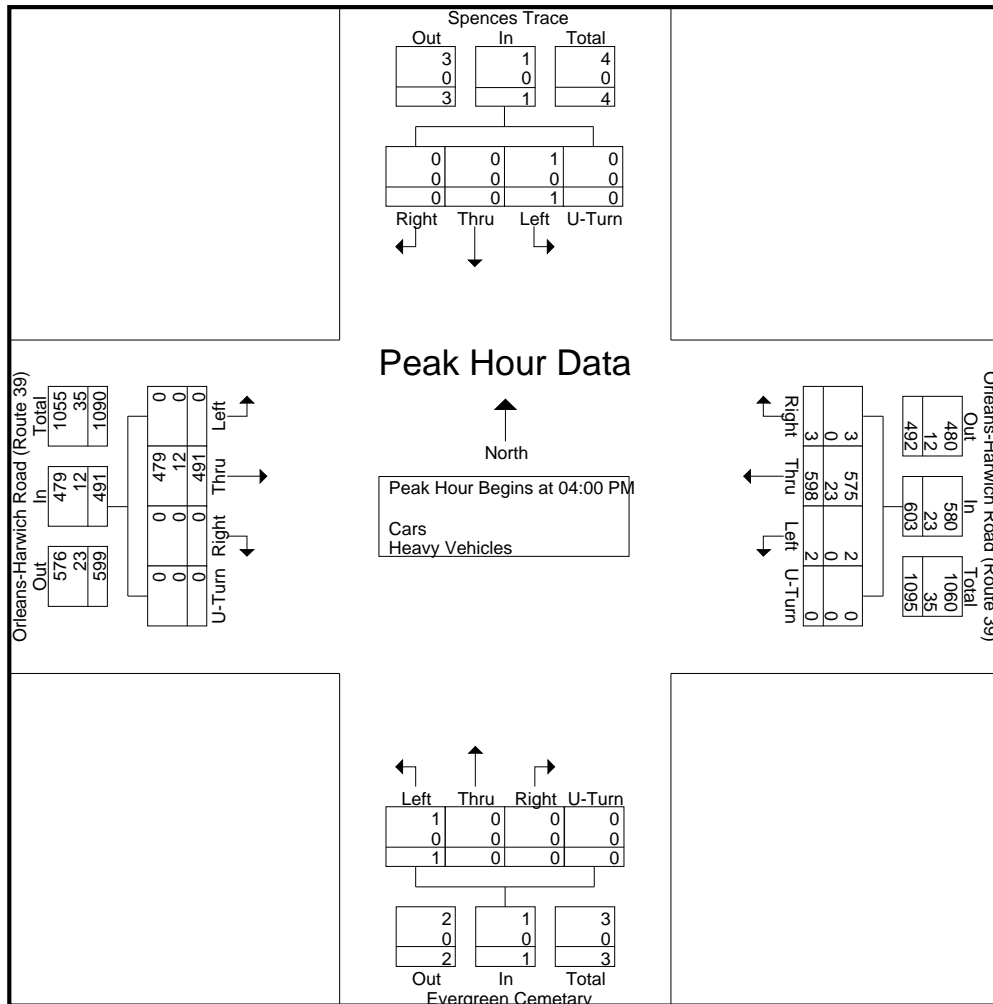 Spences Trace
Out In Total
3 1 4
0 0 0
3 1 4
0 0 1 0
0 0 0 0
0 0 1 0
Right Thru Left U-Turn
Peak Hour Data
North
Peak Hour Begins at 04:00 PM
Cars
Heavy Vehicles
Orleans-Harwich Road (Route 39)
Total In Out
1055 479 576
35 12 23
1090 491 599
0 479 0 0
0 12 0 0
0 491 0 0
Left Thru Right U-Turn
Orleans-Harwich Road (Route 39)
Out In Total
480 580 1060
12 23 35
492 603 1095
3 575 2 0
0 23 0 0
3 598 2 0
Right Thru Left U-Turn
Left Thru Right U-Turn
1 0 0 0
0 0 0 0
1 0 0 0
2 1 3
0 0 0
2 1 3
Out In Total
Evergreen Cemetary